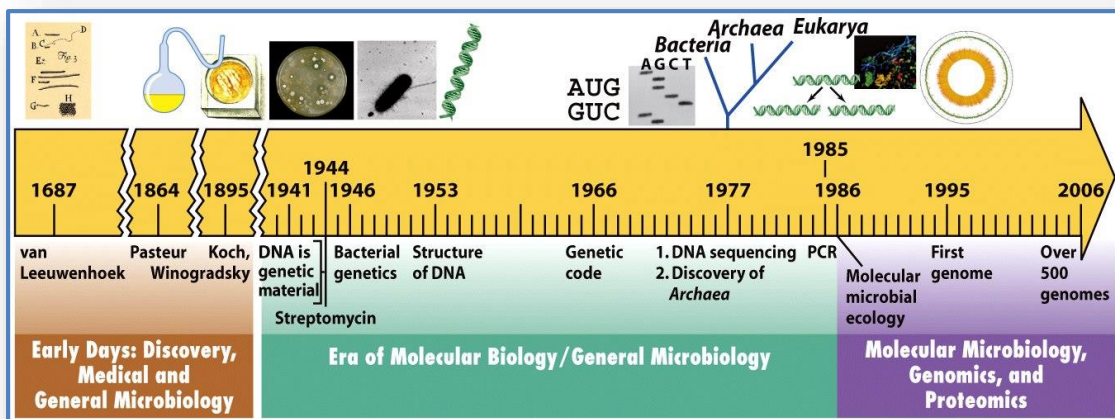 A.
B.
C.
D
E.
Fig. 3
F
G
H
AUG
GUC
A G C T
Bacteria
Archaea
Eukarya
1687
1864
1895
1941
1944
1946
1953
1966
1977
1985
1986
1995
2006
van
Leeuwenhoek
Pasteur
Winogradsky
Koch,
DNA is
genetic
material
Streptomycin
Bacterial
genetics
Structure
of DNA
Genetic
code
1. DNA sequencing
2. Discovery of
Archaea
PCR
Molecular
microbial
ecology
First
genome
Over
500
genomes
Early Days: Discovery,
Medical and
General Microbiology
Era of Molecular Biology/General Microbiology
Molecular Microbiology,
Genomics, and
Proteomics